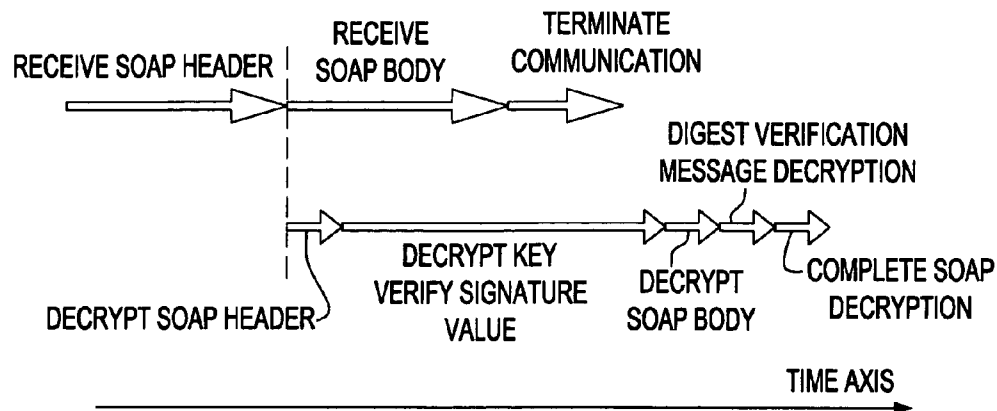 RECEIVE SOAP HEADER
RECEIVE
SOAP BODY
TERMINATE
COMMUNICATION
DIGEST VERIFICATION
MESSAGE DECRYPTION
DECRYPT SOAP HEADER
DECRYPT KEY
VERIFY SIGNATURE
VALUE
DECRYPT
SOAP BODY
COMPLETE SOAP
DECRYPTION
TIME AXIS